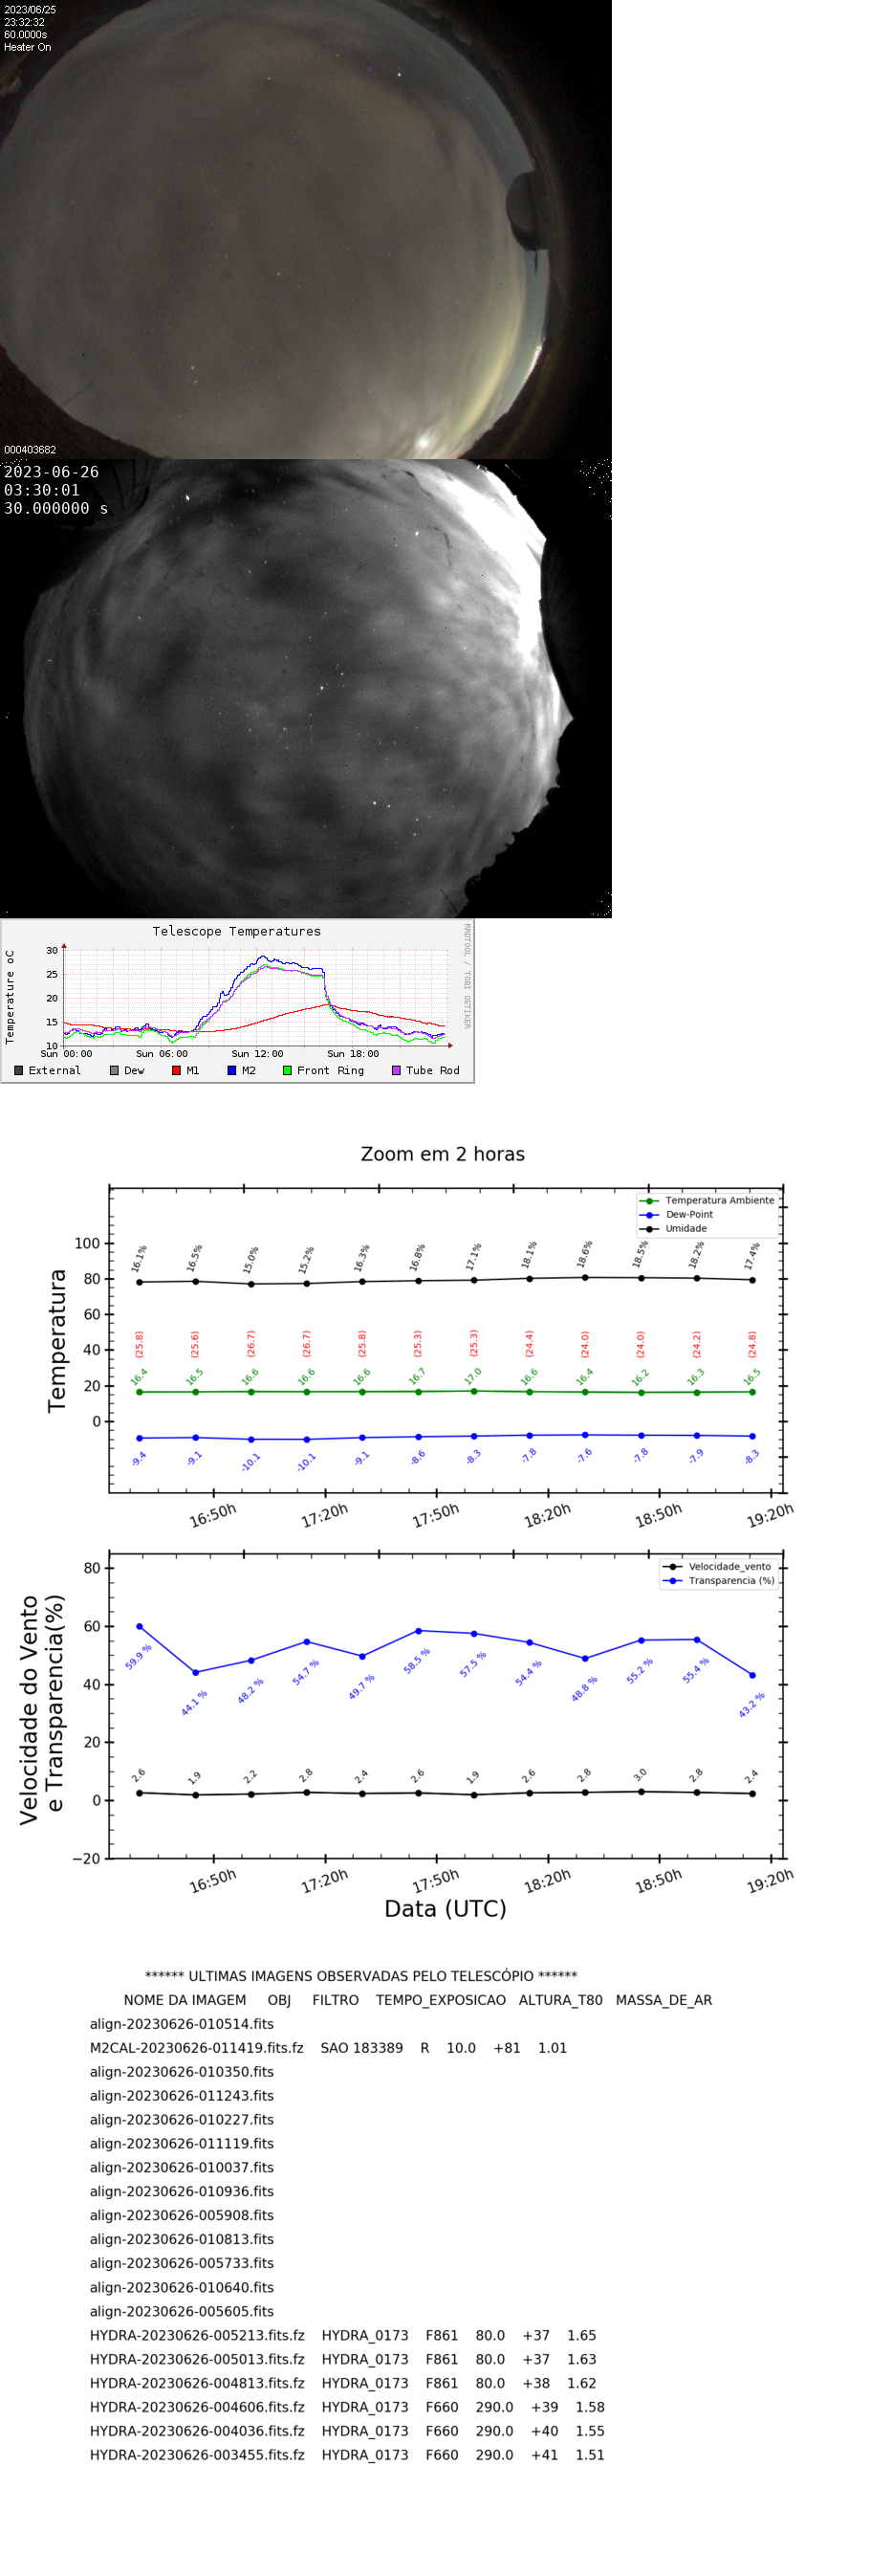 2023/06/25
23:32:32
60.0000s
Heater On
000403682
2023-06-26
03:30:01
30.000000 s
Telescope Temperatures
RRDTOOL / TOBI OETIKER
Temperature oC
30
25
20
15
10
Sun 00:00 Sun 06:00 Sun 12:00 Sun 18:00
External Dew M1 M2 Front Ring Tube Rod
Zoom em 2 horas
Temperatura Ambiente
Dew-Point
Umidade
Temperatura
100
80
60
40
20
0
16.1% 16.5% 15.0% 15.2% 16.3% 16.8% 17.1% 18.1% 18.6% 18.5% 18.2% 17.4%
(25.8) (25.6) (26.7) (26.7) (25.8) (25.3) (25.3) (24.4) (24.0) (24.0) (24.2) (24.8)
16.4 16.5 16.6 16.6 16.6 16.7 17.0 16.6 16.4 16.2 16.3 16.5
-9.4 -9.1 -10.1 -10.1 -9.1 -8.6 -8.3 -7.8 -7.6 -7.8 -7.9 -8.3
16:50h 17:20h 17:50h 18:20h 18:50h 19:20h
Velocidade_vento
Transparencia (%)
Velocidade do Vento
e Transparencia(%)
80
60
40
20
0
−20
59.9 % 44.1 % 48.2 % 54.7 % 49.7 % 58.5 % 57.5 % 54.4 % 48.8 % 55.2 % 55.4 % 43.2 %
2.6 1.9 2.2 2.8 2.4 2.6 1.9 2.6 2.8 3.0 2.8 2.4
16:50h 17:20h 17:50h 18:20h 18:50h 19:20h
Data (UTC)
****** ULTIMAS IMAGENS OBSERVADAS PELO TELESCÓPIO ******
NOME DA IMAGEM OBJ FILTRO TEMPO_EXPOSICAO ALTURA_T80 MASSA_DE_AR
align-20230626-010514.fits
M2CAL-20230626-011419.fits.fz SAO 183389 R 10.0 +81 1.01
align-20230626-010350.fits
align-20230626-011243.fits
align-20230626-010227.fits
align-20230626-011119.fits
align-20230626-010037.fits
align-20230626-010936.fits
align-20230626-005908.fits
align-20230626-010813.fits
align-20230626-005733.fits
align-20230626-010640.fits
align-20230626-005605.fits
HYDRA-20230626-005213.fits.fz HYDRA_0173 F861 80.0 +37 1.65
HYDRA-20230626-005013.fits.fz HYDRA_0173 F861 80.0 +37 1.63
HYDRA-20230626-004813.fits.fz HYDRA_0173 F861 80.0 +38 1.62
HYDRA-20230626-004606.fits.fz HYDRA_0173 F660 290.0 +39 1.58
HYDRA-20230626-004036.fits.fz HYDRA_0173 F660 290.0 +40 1.55
HYDRA-20230626-003455.fits.fz HYDRA_0173 F660 290.0 +41 1.51